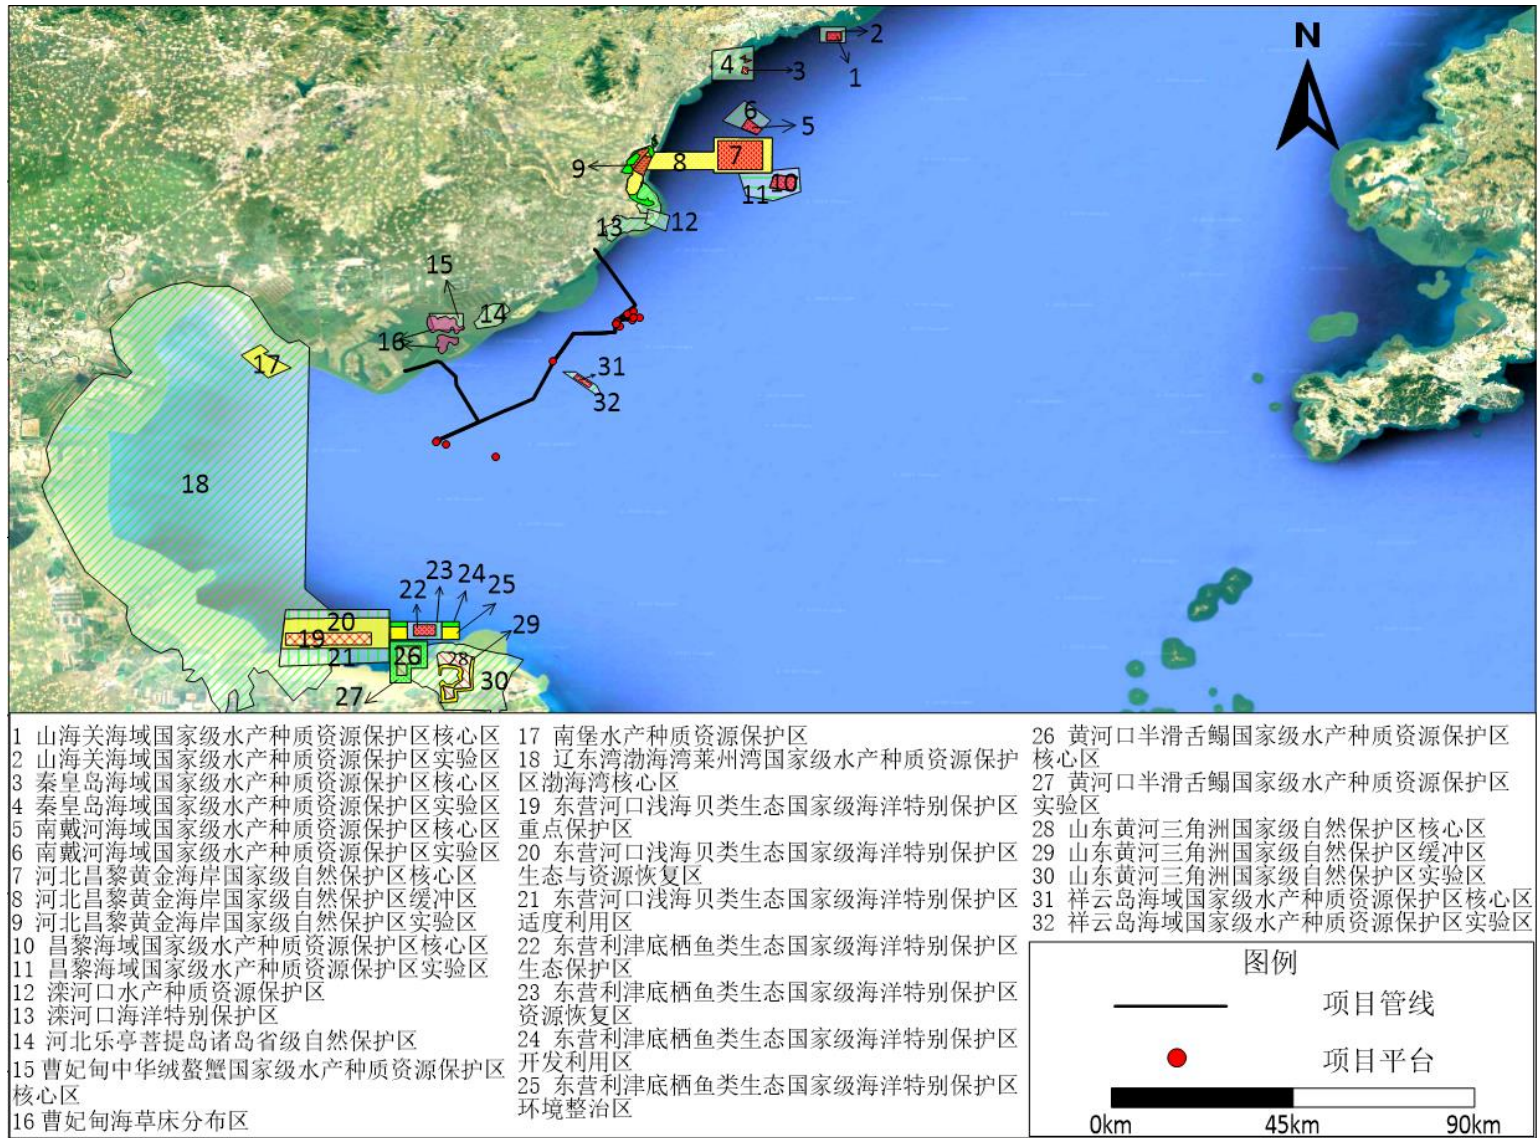 N
2
1
4
3
6
5
9
8
7
10
11
12
13
15
14
16
17
31
32
18
23
24
25
22
29
20
19
21
26
28
27
30
1 山海关海域国家级水产种质资源保护区核心区
2 山海关海域国家级水产种质资源保护区实验区
3 秦皇岛海域国家级水产种质资源保护区核心区
4 秦皇岛海域国家级水产种质资源保护区实验区
5 南戴河海域国家级水产种质资源保护区核心区
6 南戴河海域国家级水产种质资源保护区实验区
7 河北昌黎黄金海岸国家级自然保护区核心区
8 河北昌黎黄金海岸国家级自然保护区缓冲区
9 河北昌黎黄金海岸国家级自然保护区实验区
10 昌黎海域国家级水产种质资源保护区核心区
11 昌黎海域国家级水产种质资源保护区实验区
12 滦河口水产种质资源保护区
13 滦河口海洋特别保护区
14 河北乐亭菩提岛诸岛省级自然保护区
15 曹妃甸中华绒螯蟹国家级水产种质资源保护区
核心区
16 曹妃甸海草床分布区
17 南堡水产种质资源保护区
18 辽东湾渤海湾莱州湾国家级水产种质资源保护
区渤海湾核心区
19 东营河口浅海贝类生态国家级海洋特别保护区
重点保护区
20 东营河口浅海贝类生态国家级海洋特别保护区
生态与资源恢复区
21 东营河口浅海贝类生态国家级海洋特别保护区
适度利用区
22 东营利津底栖鱼类生态国家级海洋特别保护区
生态保护区
23 东营利津底栖鱼类生态国家级海洋特别保护区
资源恢复区
24 东营利津底栖鱼类生态国家级海洋特别保护区
开发利用区
25 东营利津底栖鱼类生态国家级海洋特别保护区
环境整治区
26 黄河口半滑舌鳎国家级水产种质资源保护区
核心区
27 黄河口半滑舌鳎国家级水产种质资源保护区
实验区
28 山东黄河三角洲国家级自然保护区核心区
29 山东黄河三角洲国家级自然保护区缓冲区
30 山东黄河三角洲国家级自然保护区实验区
31 祥云岛海域国家级水产种质资源保护区核心区
32 祥云岛海域国家级水产种质资源保护区实验区
图例
项目管线
项目平台
0km 45km 90km